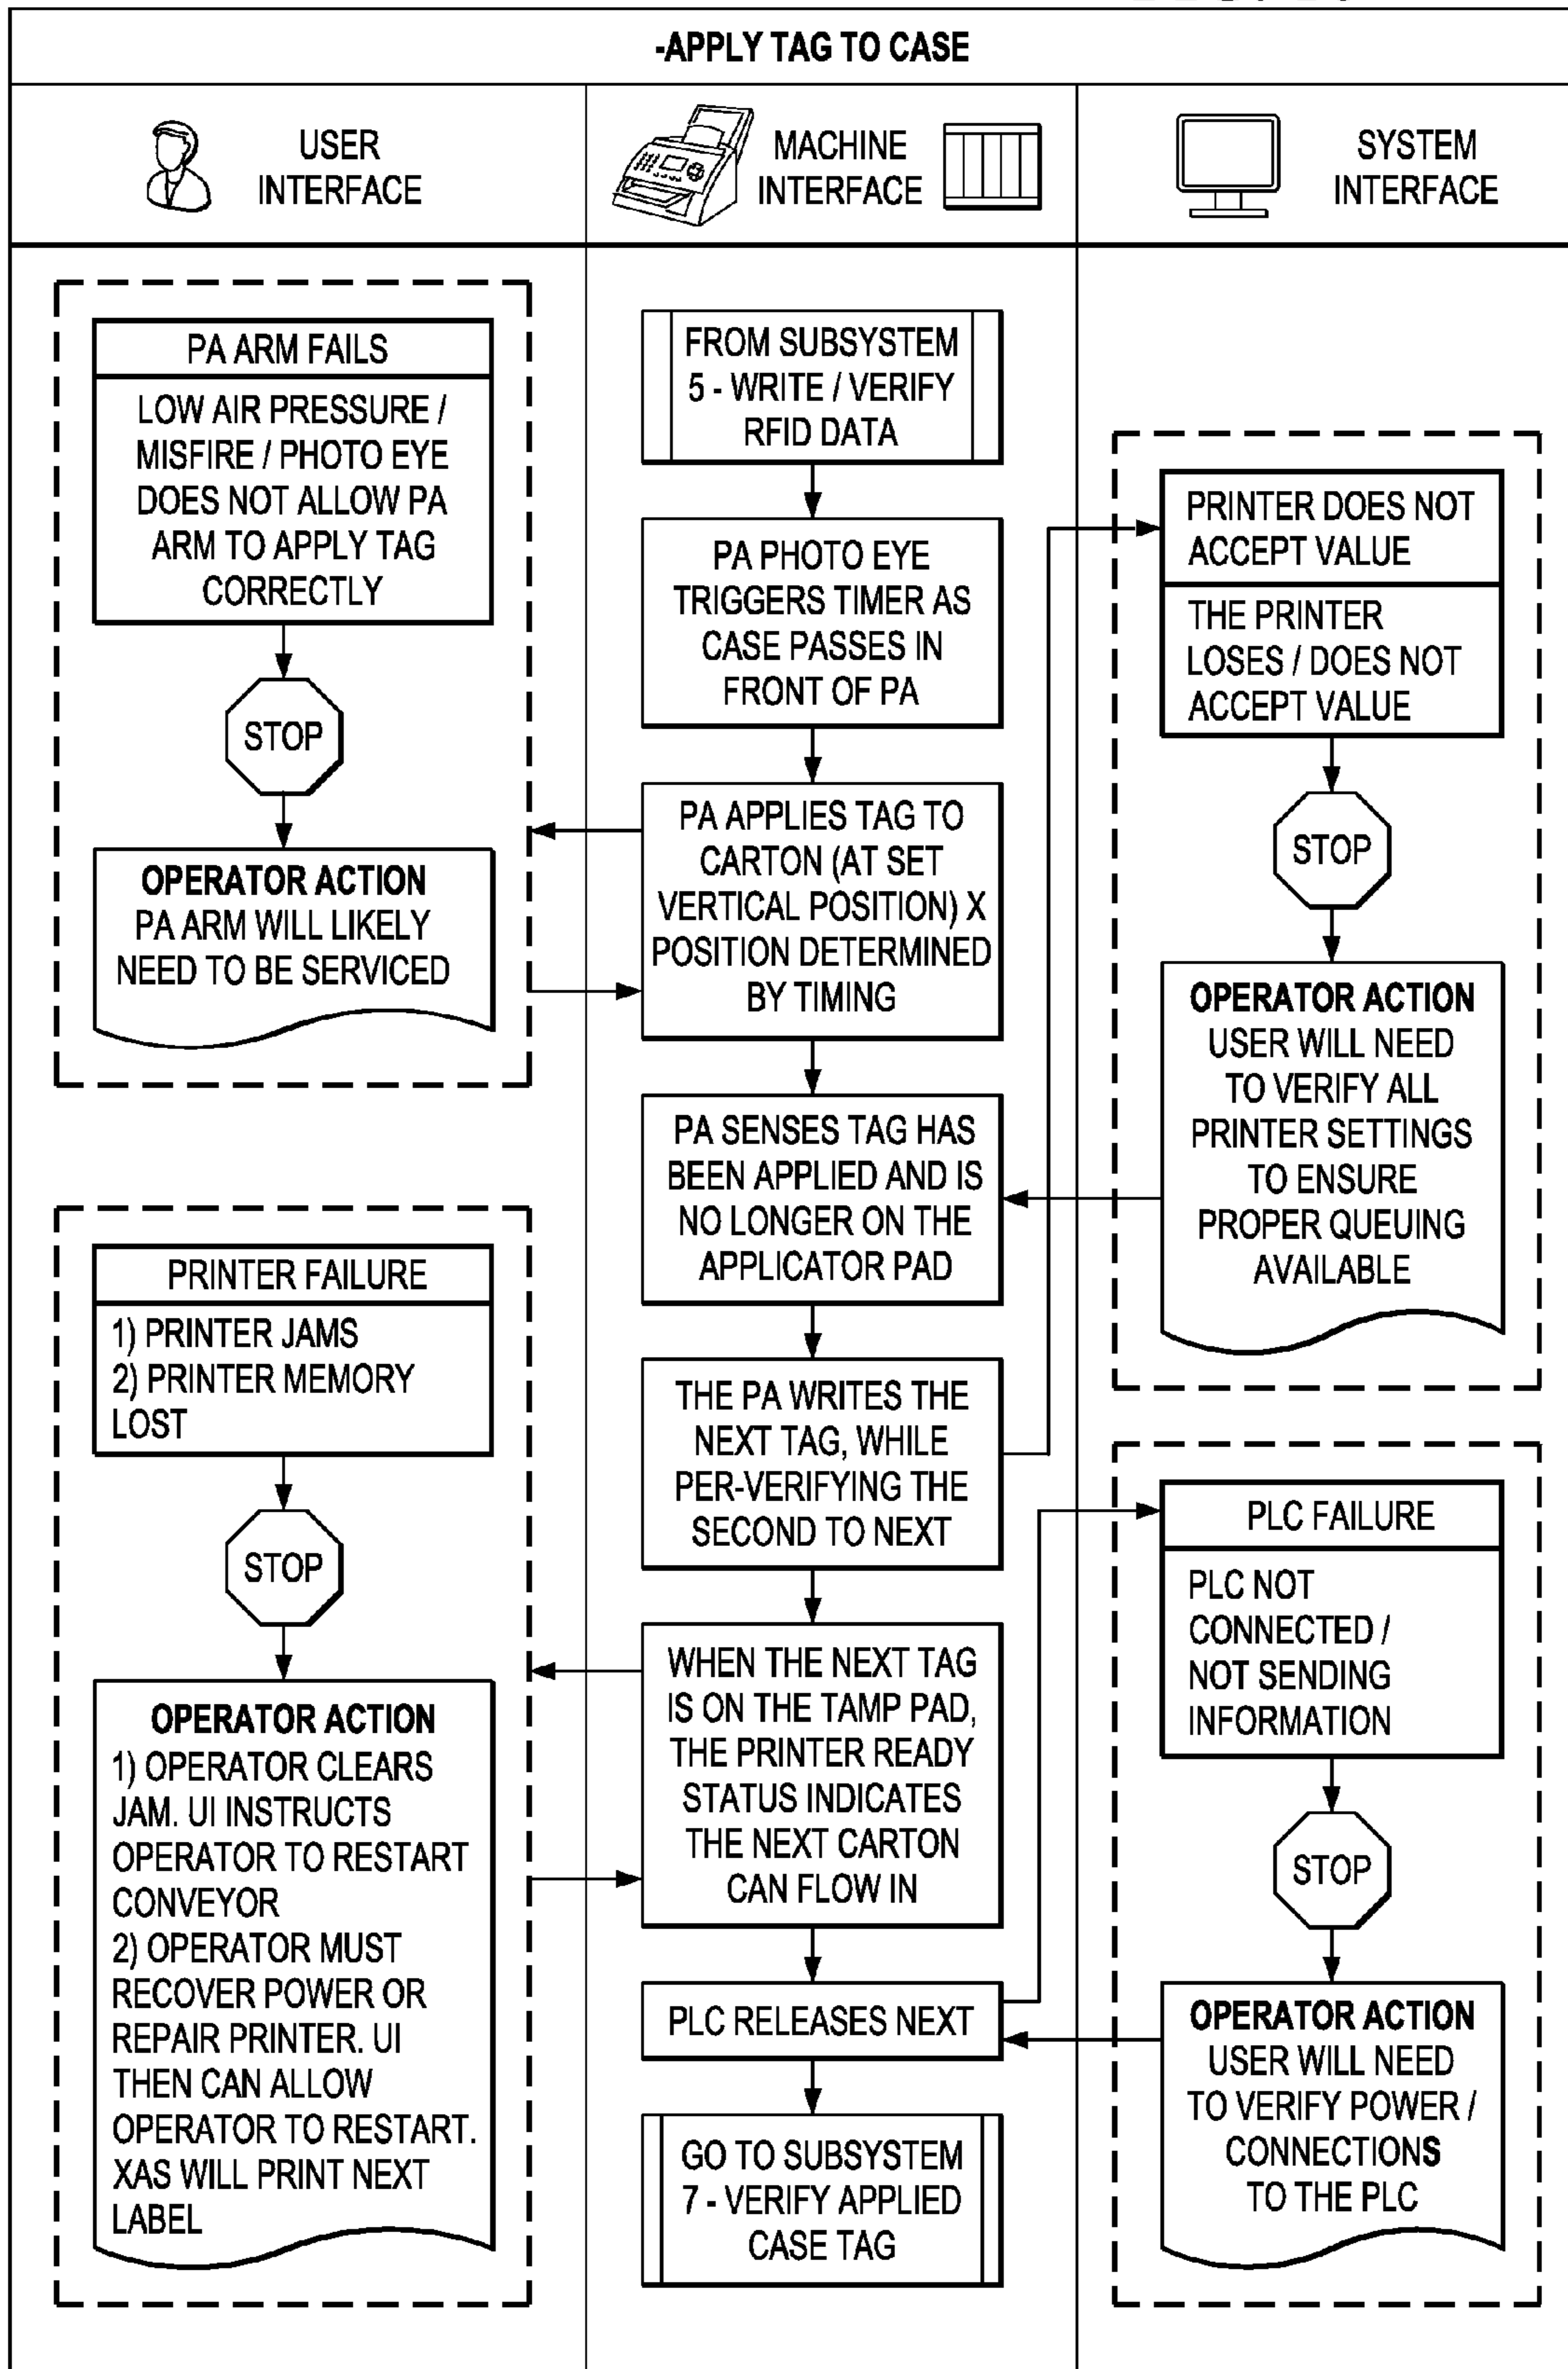 -APPLY TAG TO CASE
USER
INTERFACE
MACHINE
INTERFACE
SYSTEM
INTERFACE
PA ARM FAILS
LOW AIR PRESSURE /
MISFIRE / PHOTO EYE
DOES NOT ALLOW PA
ARM TO APPLY TAG
CORRECTLY
STOP
OPERATOR ACTION
PA ARM WILL LIKELY
NEED TO BE SERVICED
PRINTER FAILURE
1) PRINTER JAMS
2) PRINTER MEMORY
LOST
STOP
OPERATOR ACTION
1) OPERATOR CLEARS
JAM. UI INSTRUCTS
OPERATOR TO RESTART
CONVEYOR
2) OPERATOR MUST
RECOVER POWER OR
REPAIR PRINTER. UI
THEN CAN ALLOW
OPERATOR TO RESTART.
XAS WILL PRINT NEXT
LABEL
FROM SUBSYSTEM
5 - WRITE / VERIFY
RFID DATA
PA PHOTO EYE
TRIGGERS TIMER AS
CASE PASSES IN
FRONT OF PA
PA APPLIES TAG TO
CARTON (AT SET
VERTICAL POSITION) X
POSITION DETERMINED
BY TIMING
PA SENSES TAG HAS
BEEN APPLIED AND IS
NO LONGER ON THE
APPLICATOR PAD
THE PA WRITES THE
NEXT TAG, WHILE
PER-VERIFYING THE
SECOND TO NEXT
WHEN THE NEXT TAG
IS ON THE TAMP PAD,
THE PRINTER READY
STATUS INDICATES
THE NEXT CARTON
CAN FLOW IN
PLC RELEASES NEXT
GO TO SUBSYSTEM
7 - VERIFY APPLIED
CASE TAG
PRINTER DOES NOT
ACCEPT VALUE
THE PRINTER
LOSES / DOES NOT
ACCEPT VALUE
STOP
OPERATOR ACTION
USER WILL NEED
TO VERIFY ALL
PRINTER SETTINGS
TO ENSURE
PROPER QUEUING
AVAILABLE
PLC FAILURE
PLC NOT
CONNECTED /
NOT SENDING
INFORMATION
STOP
OPERATOR ACTION
USER WILL NEED
TO VERIFY POWER /
CONNECTIONS
TO THE PLC